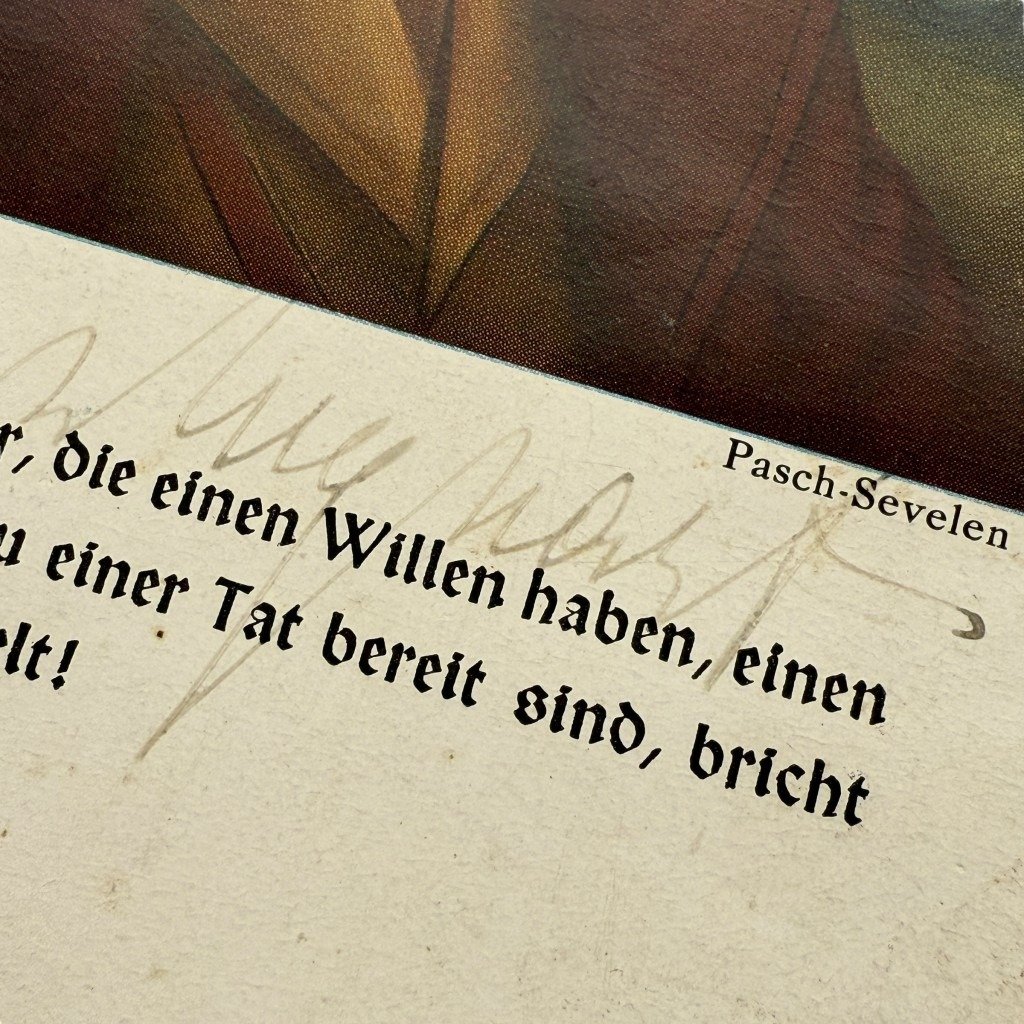 Pasch-Sevelen
r, die einen Willen haben, einen
u einer Tat bereit sind, bricht
elt!